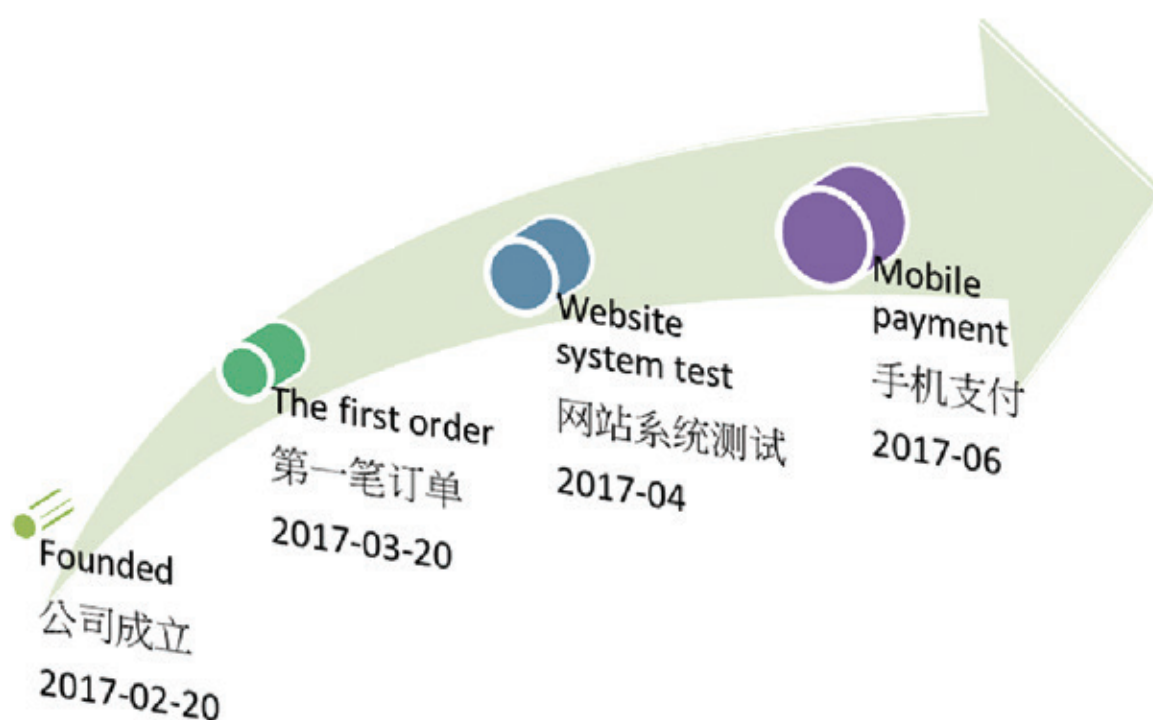 Founded
公司成立
2017-02-20
The first order
第一笔订单
2017-03-20
Website
system test
网站系统测试
2017-04
Mobile
payment
手机支付
2017-06